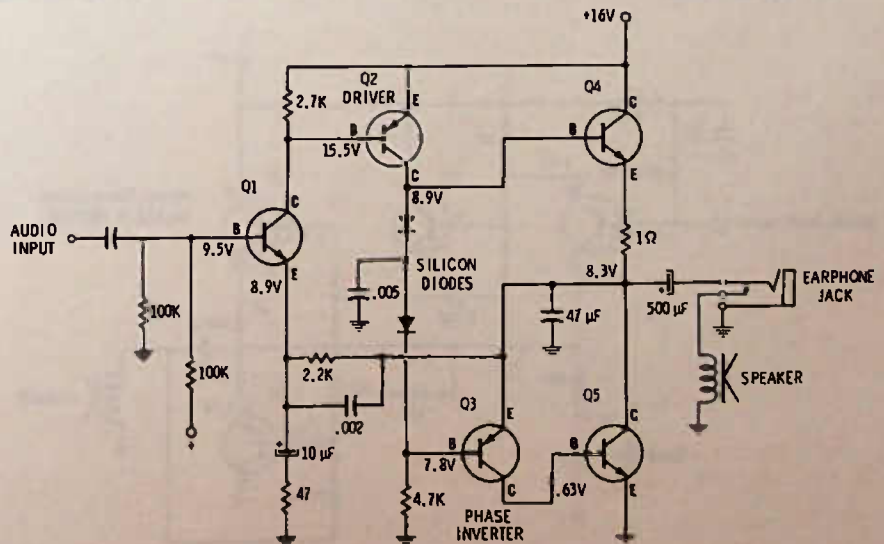 +16V
Q2
DRIVER
2.7K
E
B
15.5V
C
8.9V
Q4
C
B
E
Q1
C
AUDIO
INPUT
B
9.5V
E
8.9V
1Ω
8.3V
SILICON
DIODES
.005
47 µF
+
500 µF
EARPHONE
JACK
100K
100K
+
2.2K
.002
SPEAKER
+
10 µF
47
Q3
E
B
7.8V
C
4.7K
PHASE
INVERTER
Q5
C
B
.63V
E